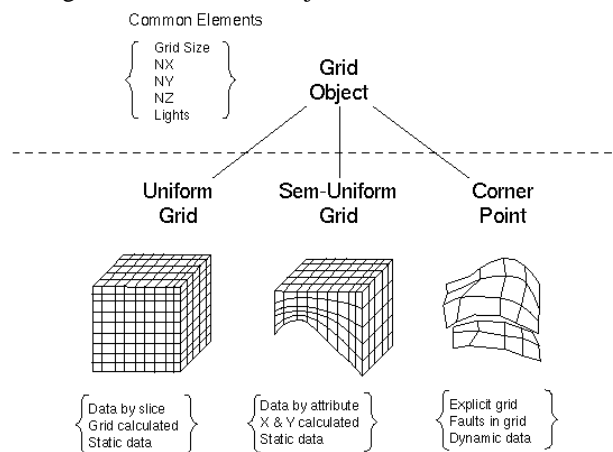 Common Elements
Grid Size
NX
NY
NZ
Lights
Grid
Object
Uniform
Grid
Sem-Uniform
Grid
Corner
Point
Data by slice
Grid calculated
Static data
Data by attribute
X & Y calculated
Static data
Explicit grid
Faults in grid
Dynamic data